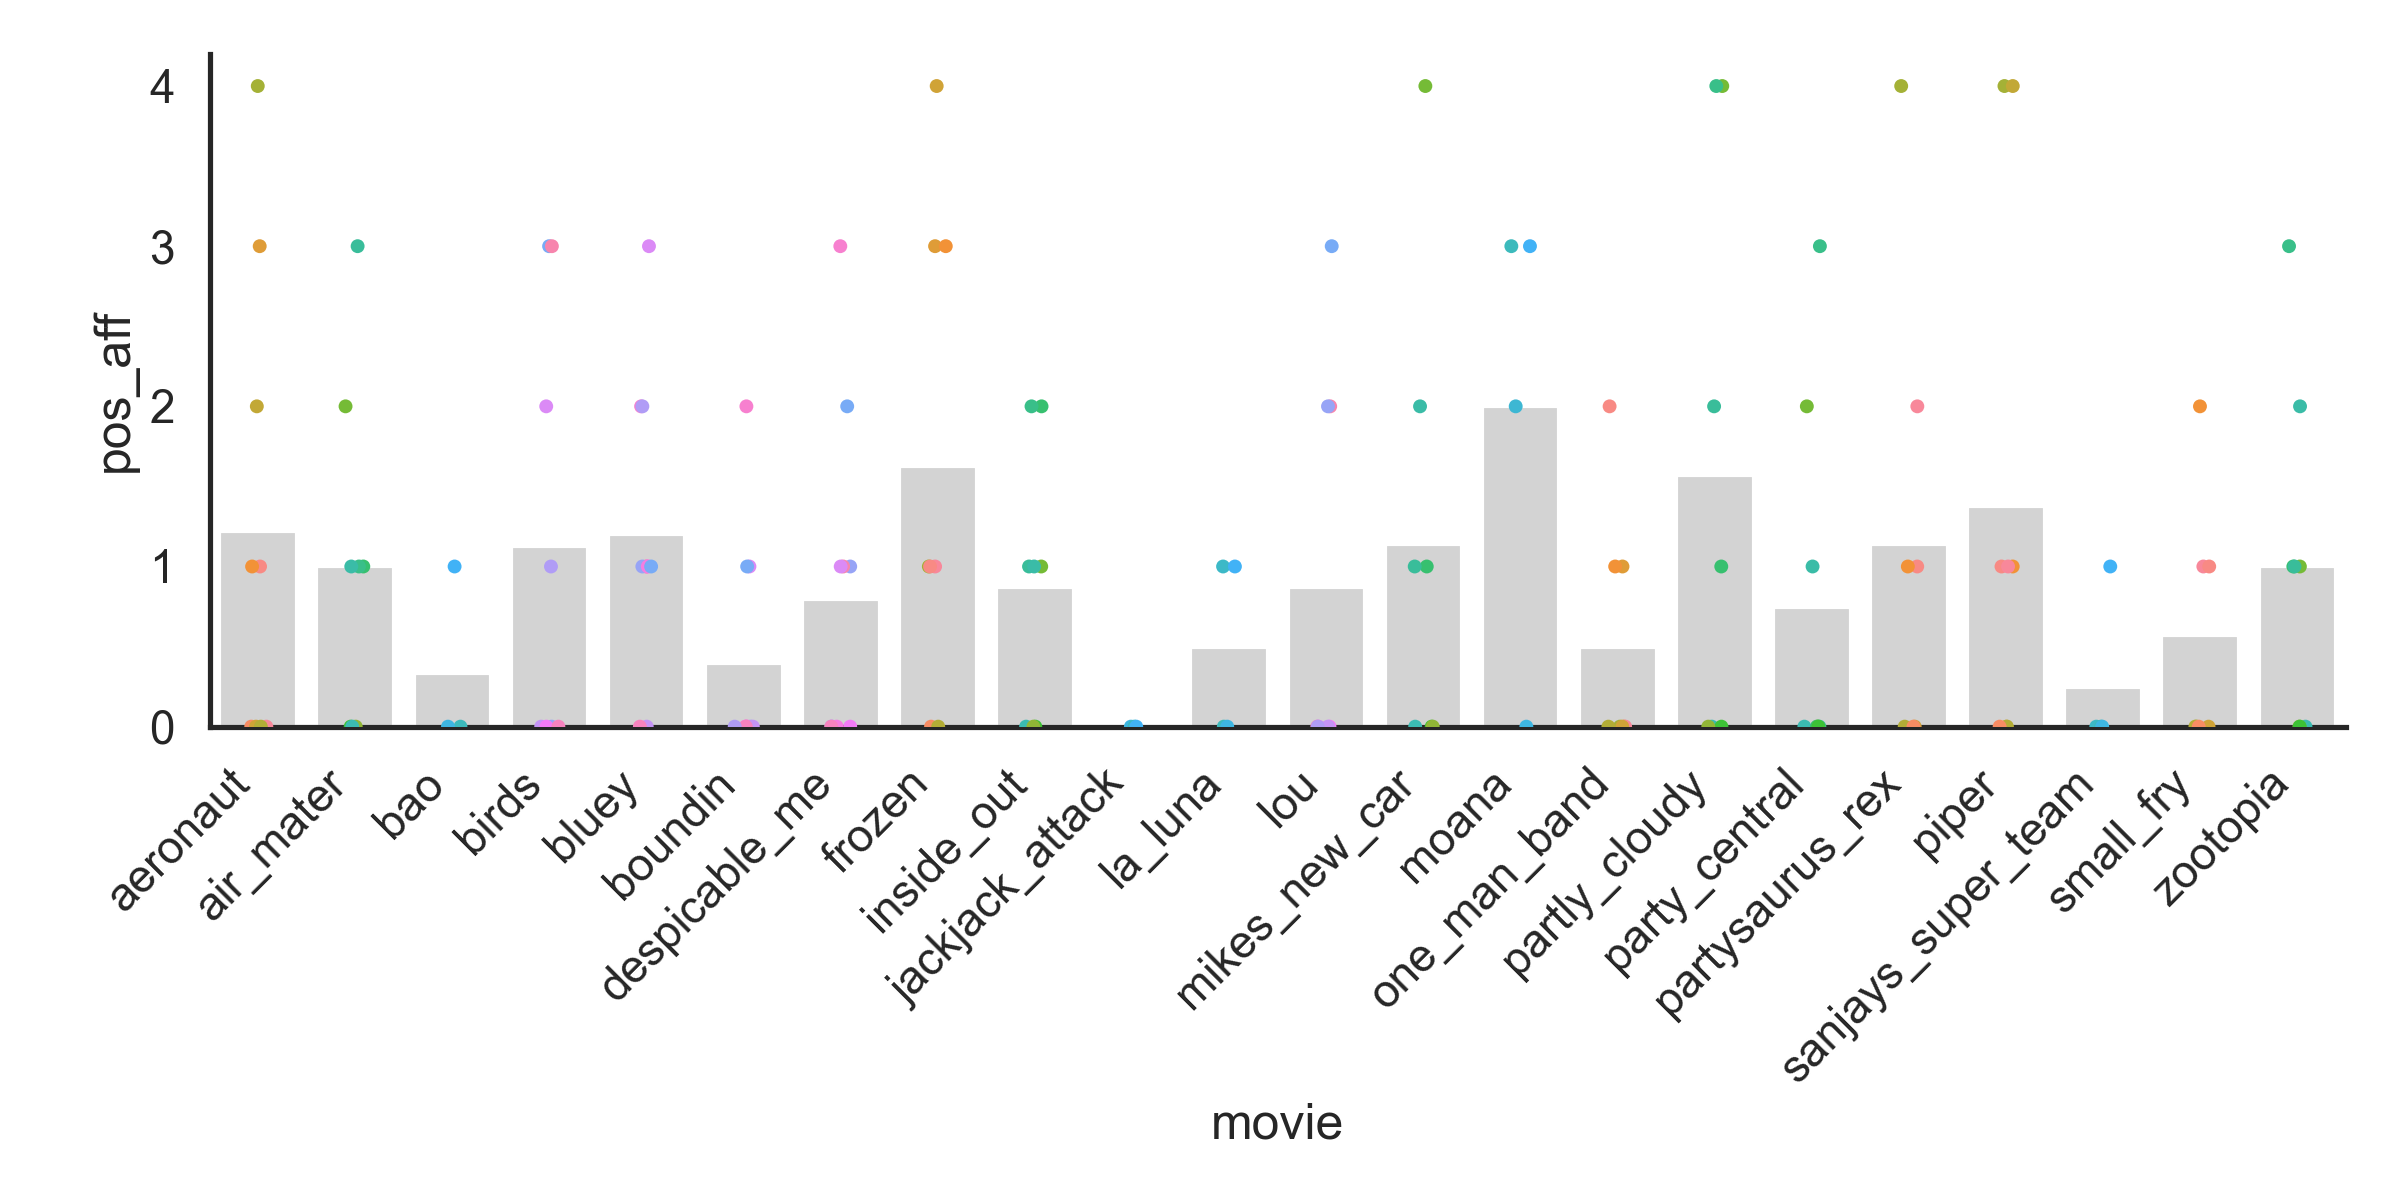 4
3
2
1
0
pos_aff
aeronaut
air_mater
bao
birds
bluey
boundin
despicable_me
frozen
inside_out
jackjack_attack
la_luna
lou
mikes_new_car
moana
one_man_band
partly_cloudy
party_central
partysaurus_rex
piper
sanjays_super_team
small_fry
zootopia
movie